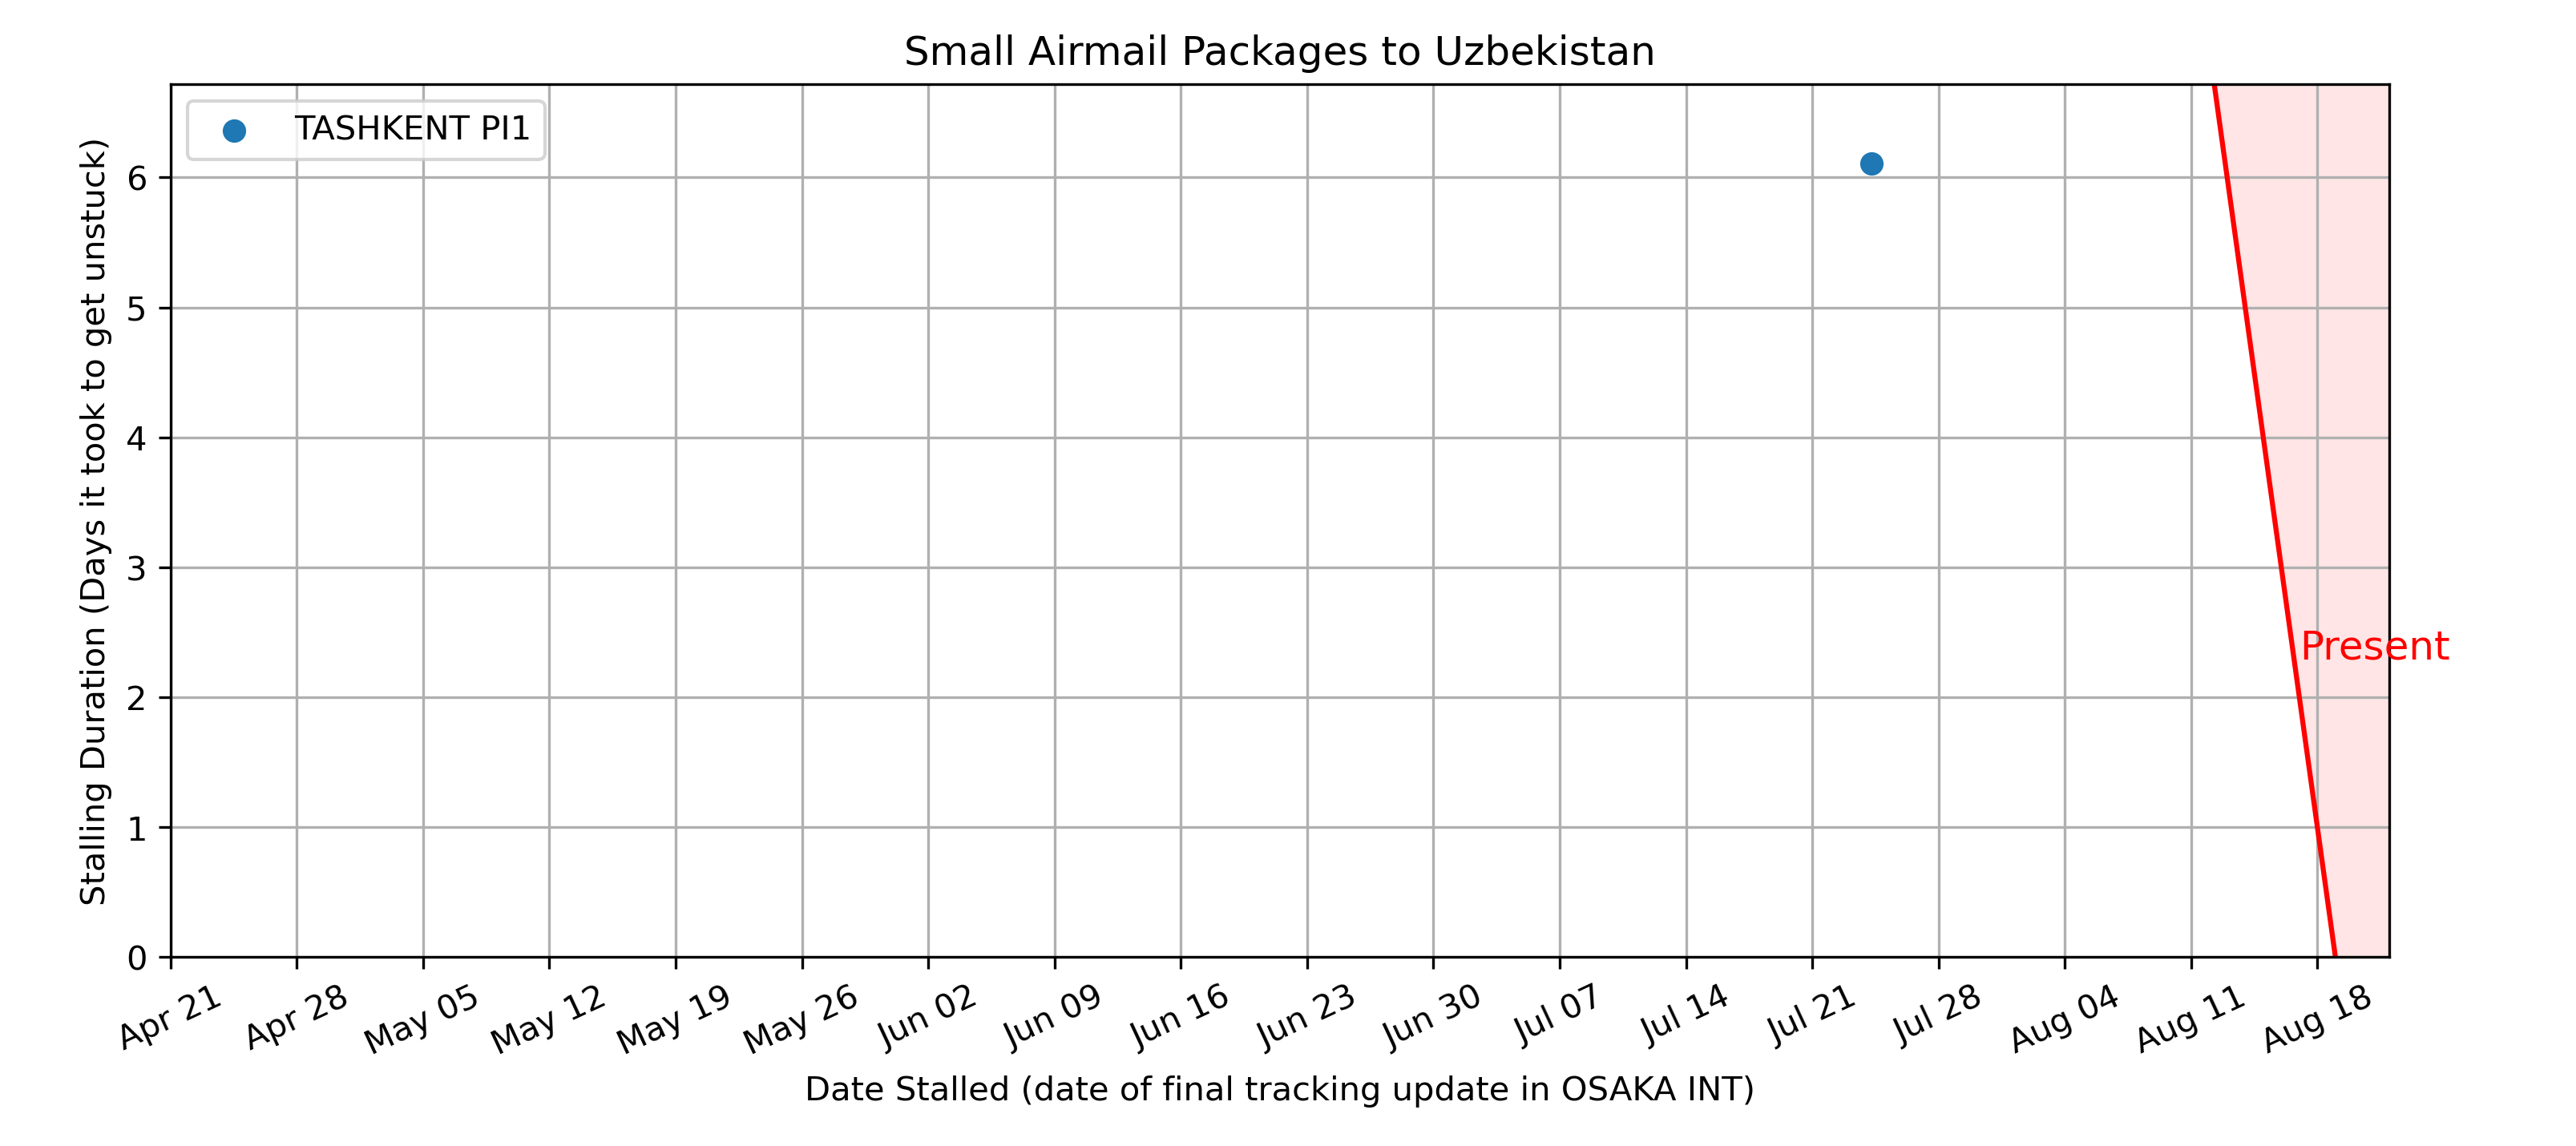 Small Airmail Packages to Uzbekistan
TASHKENT PI1
Stalling Duration (Days it took to get unstuck)
6
5
4
3
2
1
0
Present
Apr 21
Apr 28
May 05
May 12
May 19
May 26
Jun 02
Jun 09
Jun 16
Jun 23
Jun 30
Jul 07
Jul 14
Jul 21
Jul 28
Aug 04
Aug 11
Aug 18
Date Stalled (date of final tracking update in OSAKA INT)